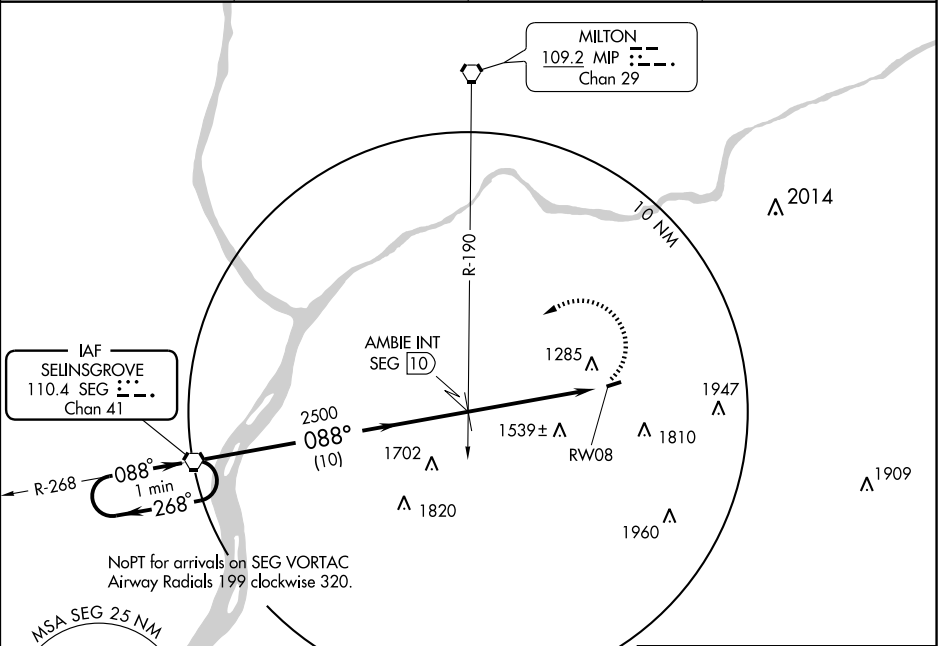 MILTON
109.2 MIP
Chan 29
2014
10 NM
R-190
AMBIE INT
SEG 10
1285
IAF
SELINSGROVE
110.4 SEG
Chan 41
1947
2500
088°
(10)
1539±
1810
RW08
1702
R-268
088°
1 min
268°
1909
1820
1960
NoPT for arrivals on SEG VORTAC
Airway Radials 199 clockwise 320.
MSA SEG 25 NM